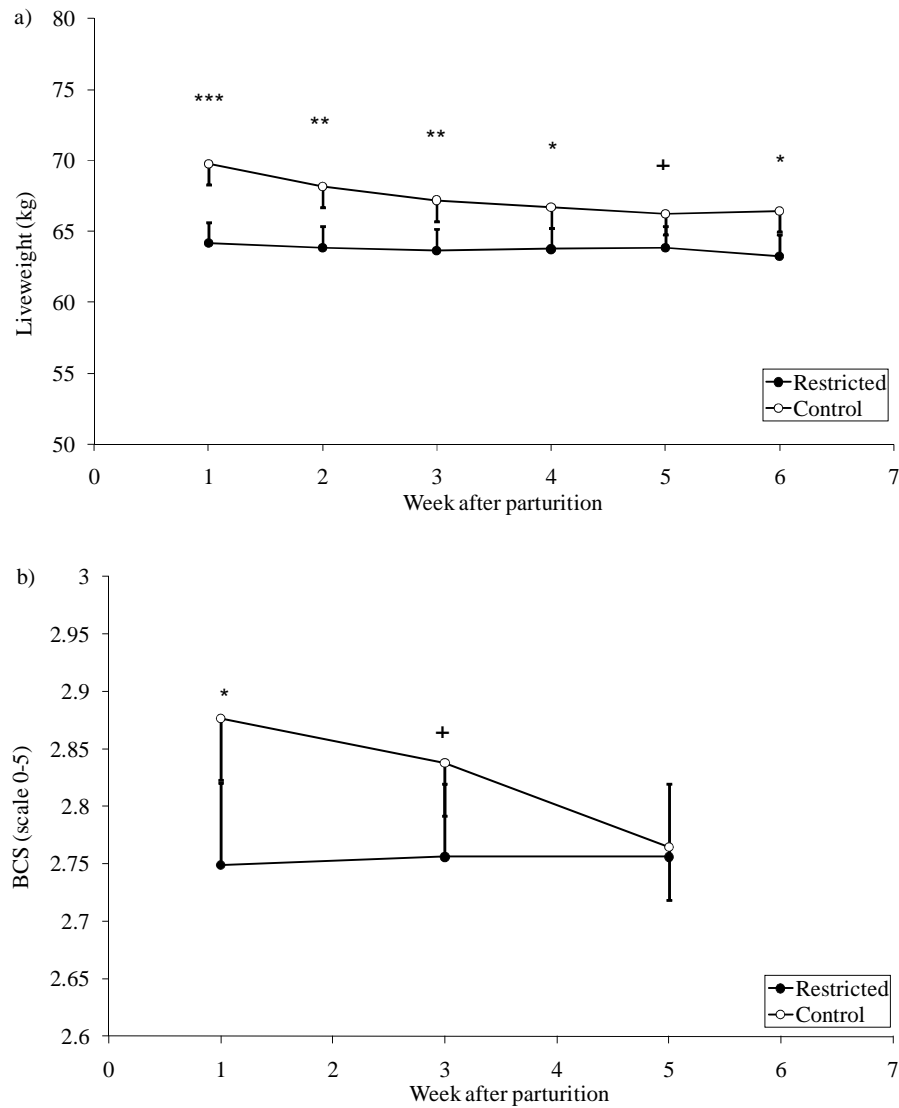 a)
80
75
70
65
60
55
50
Liveweight (kg)
*** ** ** * + *
Restricted
Control
0 1 2 3 4 5 6 7
Week after parturition
b)
3
2.95
2.9
2.85
2.8
2.75
2.7
2.65
2.6
BCS (scale 0-5)
* +
Restricted
Control
0 1 2 3 4 5 6 7
Week after parturition